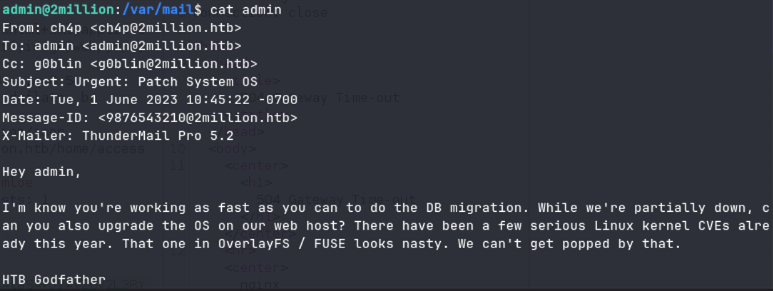 admin@2million:/var/mail$ cat admin
From: ch4p <ch4p@2million.htb>
To: admin <admin@2million.htb>
Cc: g0blin <g0blin@2million.htb>
Subject: Urgent: Patch System OS
Date: Tue, 1 June 2023 10:45:22 -0700
Message-ID: <9876543210@2million.htb>
X-Mailer: ThunderMail Pro 5.2
Hey admin,
I'm know you're working as fast as you can to do the DB migration. While we're partially down, c
an you also upgrade the OS on our web host? There have been a few serious Linux kernel CVEs alre
ady this year. That one in OverlayFS / FUSE looks nasty. We can't get popped by that.
HTB Godfather